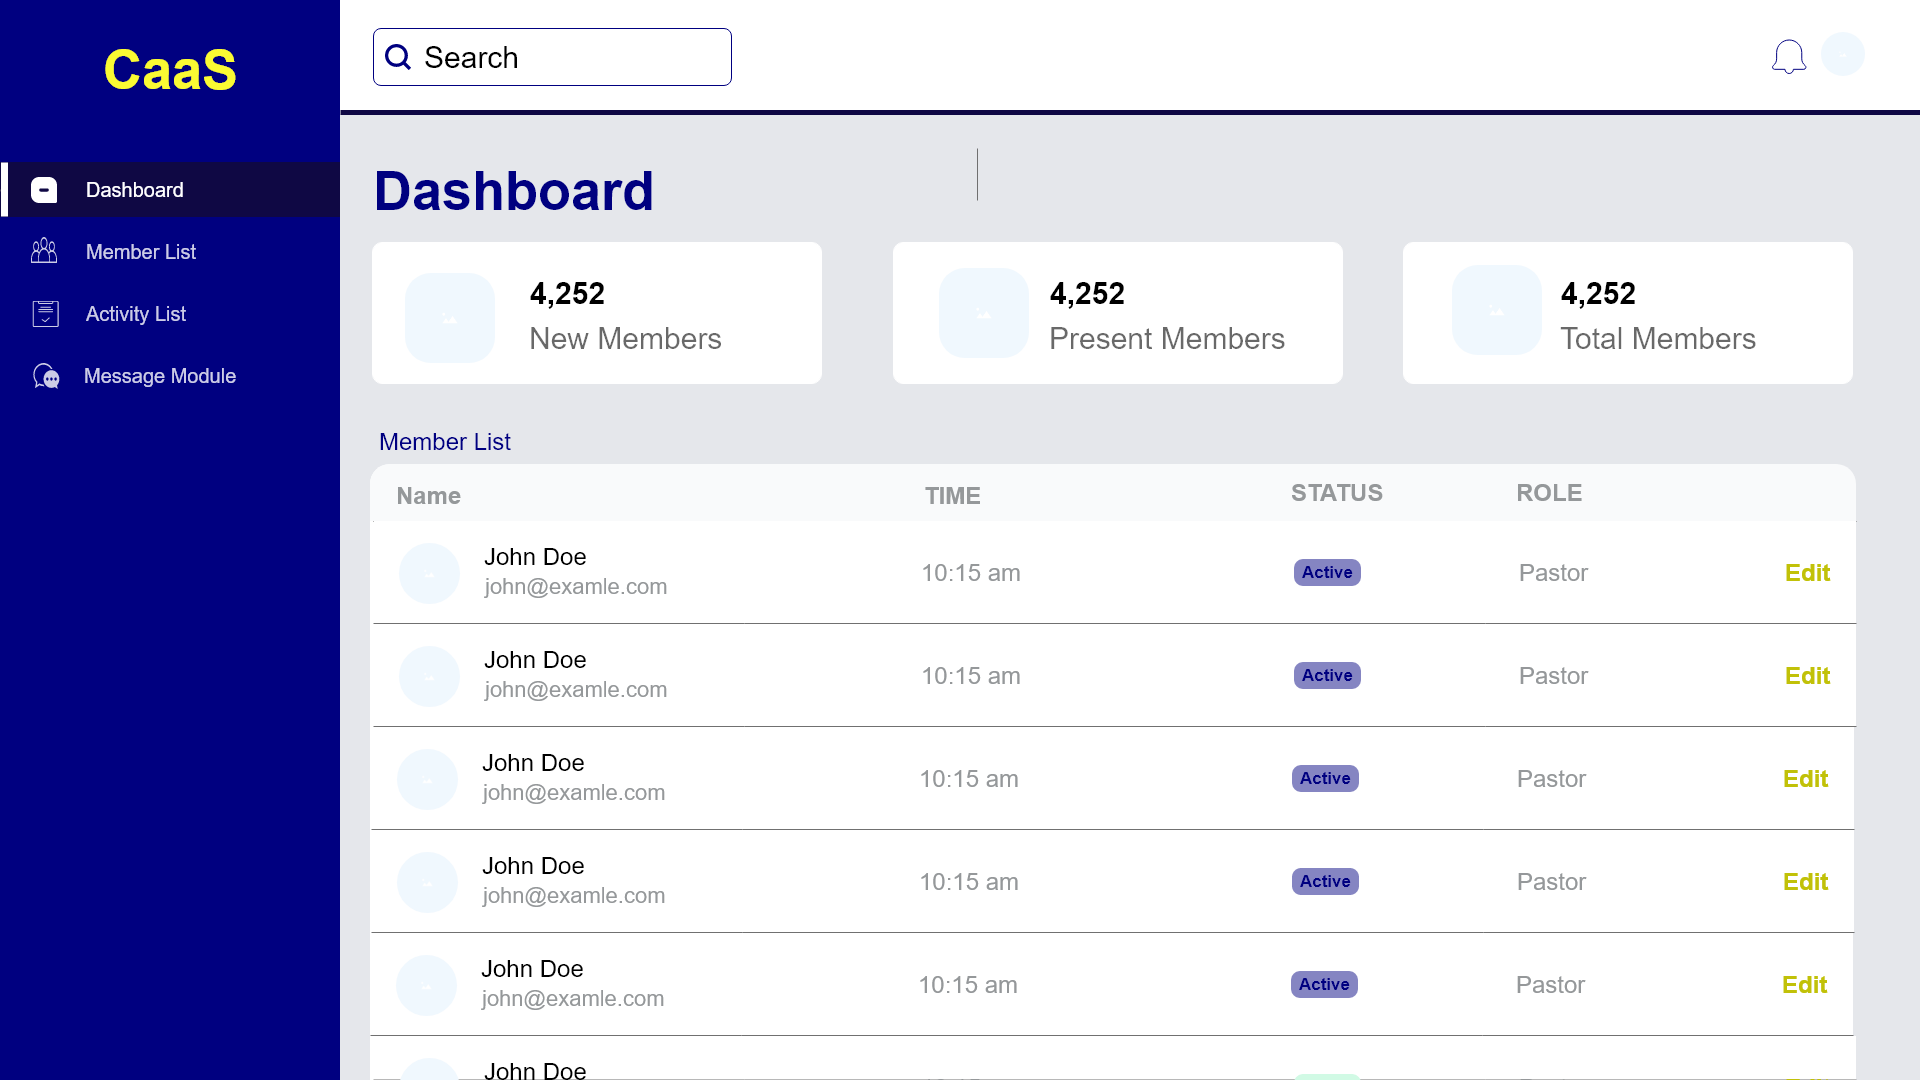 CaaS
Search
Dashboard
Member List
Activity List
Message Module
Dashboard
4,252
New Members
4,252
Present Members
4,252
Total Members
Member List
Name TIME STATUS ROLE
John Doe
john@examle.com
10:15 am Active Pastor Edit
John Doe
john@examle.com
10:15 am Active Pastor Edit
John Doe
john@examle.com
10:15 am Active Pastor Edit
John Doe
john@examle.com
10:15 am Active Pastor Edit
John Doe
john@examle.com
10:15 am Active Pastor Edit
John Doe